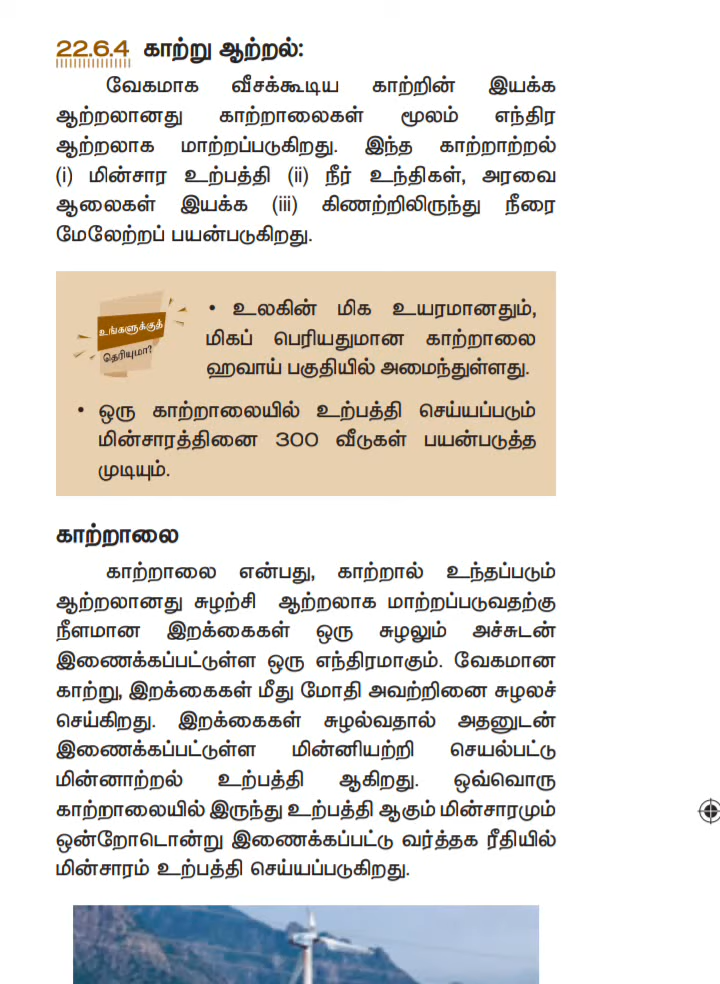 22.6.4 காற்று ஆற்றல்:
வேகமாக வீசக்கூடிய காற்றின் இயக்க
ஆற்றலானது காற்றாலைகள் மூலம் எந்திர
ஆற்றலாக மாற்றப்படுகிறது. இந்த காற்றாற்றல்
(i) மின்சார உற்பத்தி (ii) நீர் உந்திகள், அரவை
ஆலைகள் இயக்க (iii) கிணற்றிலிருந்து நீரை
மேலேற்றப் பயன்படுகிறது.
உங்களுக்குத்
தெரியுமா?
• உலகின் மிக உயரமானதும்,
மிகப் பெரியதுமான காற்றாலை
ஹவாய் பகுதியில் அமைந்துள்ளது.
• ஒரு காற்றாலையில் உற்பத்தி செய்யப்படும்
மின்சாரத்தினை 300 வீடுகள் பயன்படுத்த
முடியும்.
காற்றாலை
காற்றாலை என்பது, காற்றால் உந்தப்படும்
ஆற்றலானது சுழற்சி ஆற்றலாக மாற்றப்படுவதற்கு
நீளமான இறக்கைகள் ஒரு சுழலும் அச்சுடன்
இணைக்கப்பட்டுள்ள ஒரு எந்திரமாகும். வேகமான
காற்று, இறக்கைகள் மீது மோதி அவற்றினை சுழலச்
செய்கிறது. இறக்கைகள் சுழல்வதால் அதனுடன்
இணைக்கப்பட்டுள்ள மின்னியற்றி செயல்பட்டு
மின்னாற்றல் உற்பத்தி ஆகிறது. ஒவ்வொரு
காற்றாலையில் இருந்து உற்பத்தி ஆகும் மின்சாரமும்
ஒன்றோடொன்று இணைக்கப்பட்டு வர்த்தக ரீதியில்
மின்சாரம் உற்பத்தி செய்யப்படுகிறது.